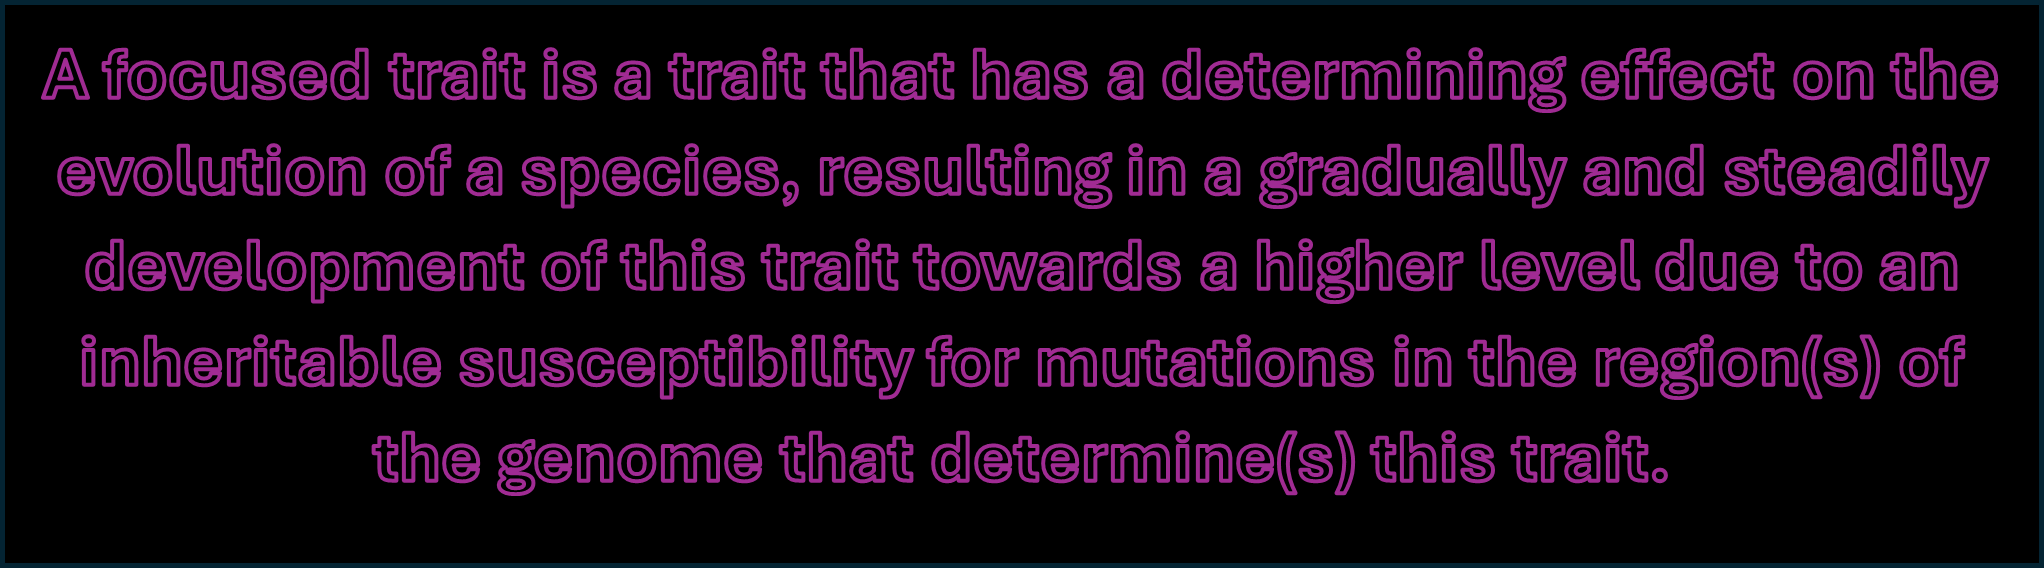 A focused trait is a trait that has a determining effect on the
evolution of a species, resulting in a gradually and steadily
development of this trait towards a higher level due to an
inheritable susceptibility for mutations in the region(s) of
the genome that determine(s) this trait.